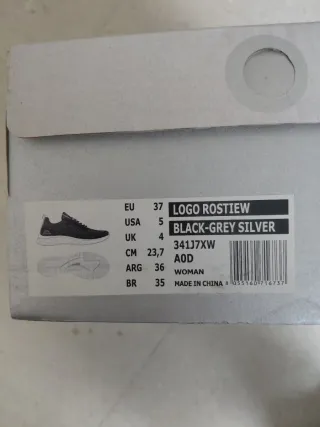 EU 37
USA 5
UK 4
CM 23,7
ARG 36
BR 35
LOGO ROSTIEW
BLACK-GREY SILVER
341J7XW
A0D
WOMAN
MADE IN CHINA